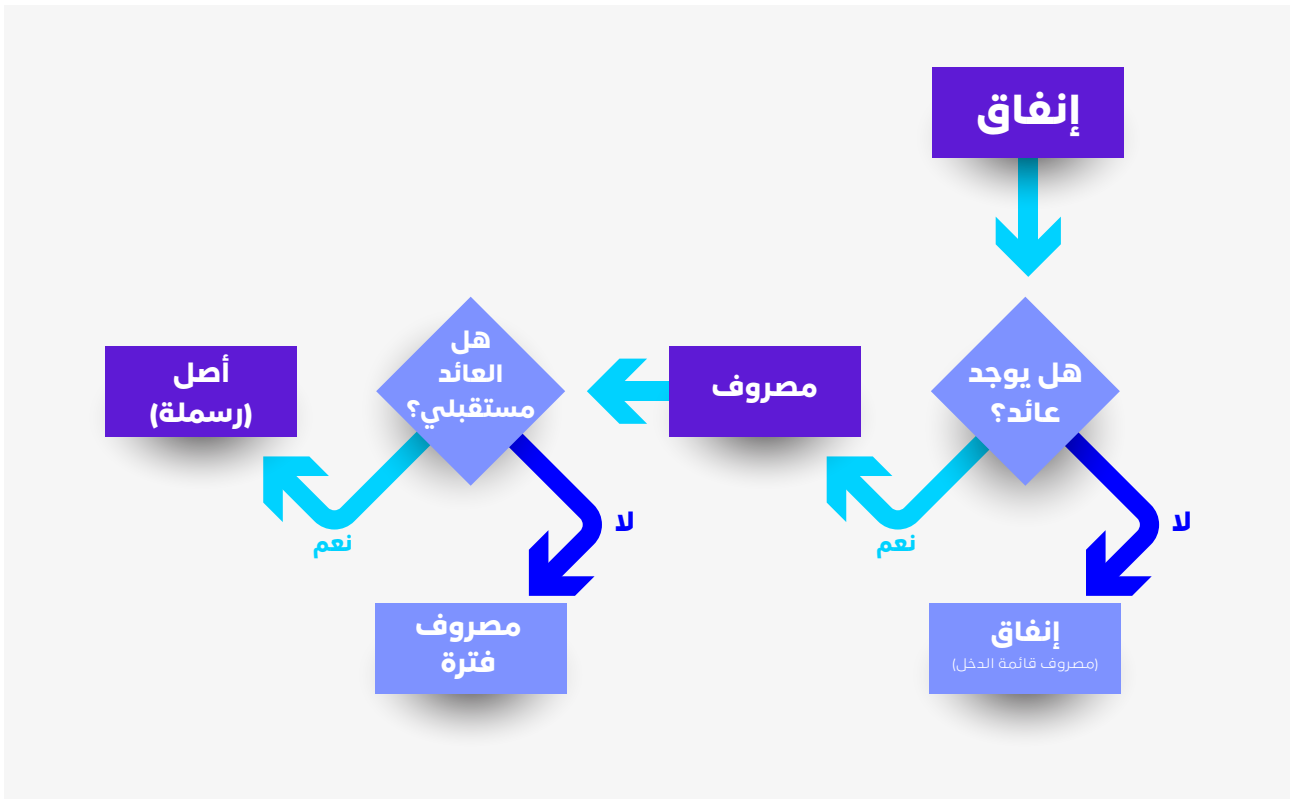 إنفاق
هل يوجد
عائد؟
لا
نعم
إنفاق
(مصروف قائمة الدخل)
مصروف
هل
العائد
مستقبلي؟
لا
نعم
مصروف
فترة
أصل
(رسملة)